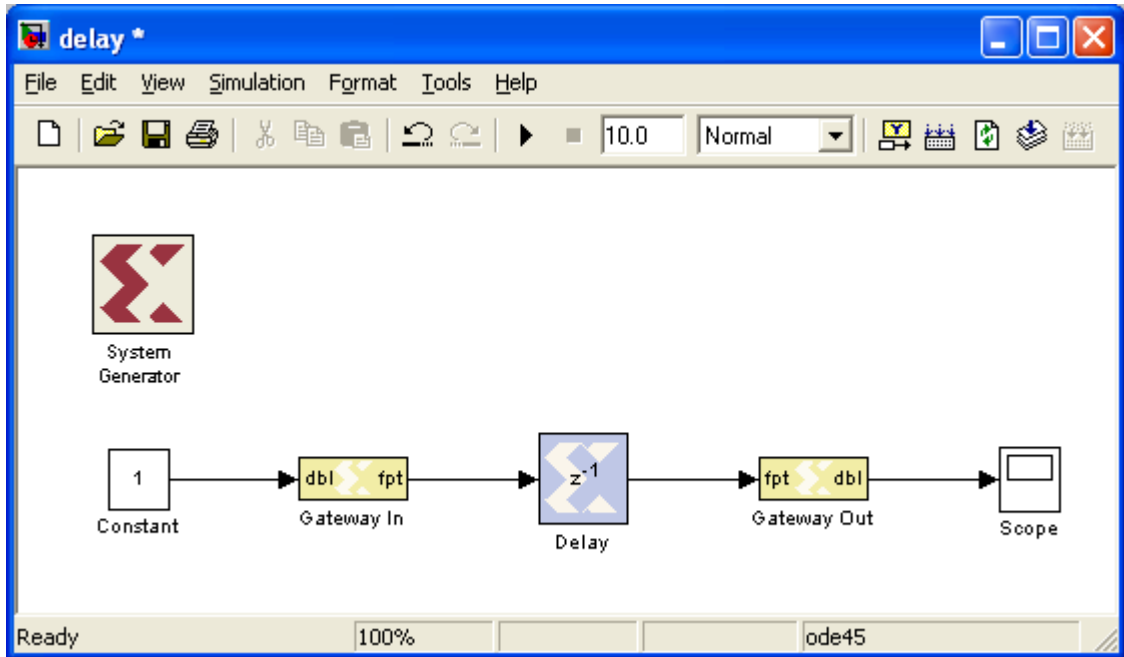 delay *
File Edit View Simulation Format Tools Help
10.0 Normal
System
Generator
1
Constant
dbl fpt
Gateway In
z-1
Delay
fpt dbl
Gateway Out
Scope
Ready 100% ode45